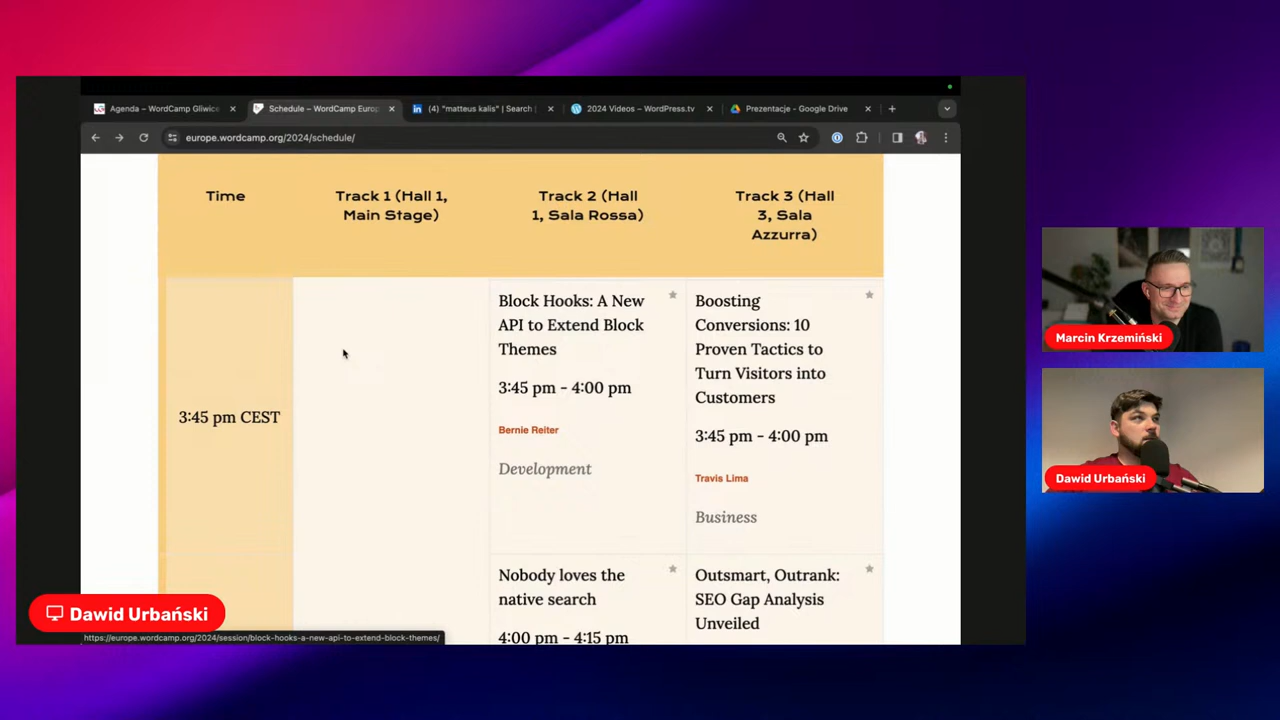 Agenda – WordCamp Gliwic
Schedule – WordCamp Euro
(4) "matteus kalis" | Search
2024 Videos – WordPress.tv
Prezentacje - Google Drive
europe.wordcamp.org/2024/schedule/
Time
Track 1 (Hall 1,
Main Stage)
Track 2 (Hall
1, Sala Rossa)
Track 3 (Hall
3, Sala
Azzurra)
3:45 pm CEST
Block Hooks: A New
API to Extend Block
Themes
3:45 pm - 4:00 pm
Bernie Reiter
Development
Boosting
Conversions: 10
Proven Tactics to
Turn Visitors into
Customers
3:45 pm - 4:00 pm
Travis Lima
Business
Nobody loves the
native search
4:00 pm - 4:15 pm
Outsmart, Outrank:
SEO Gap Analysis
Unveiled
https://europe.wordcamp.org/2024/session/block-hooks-a-new-api-to-extend-block-themes/
Dawid Urbański
Marcin Krzemiński
Dawid Urbański